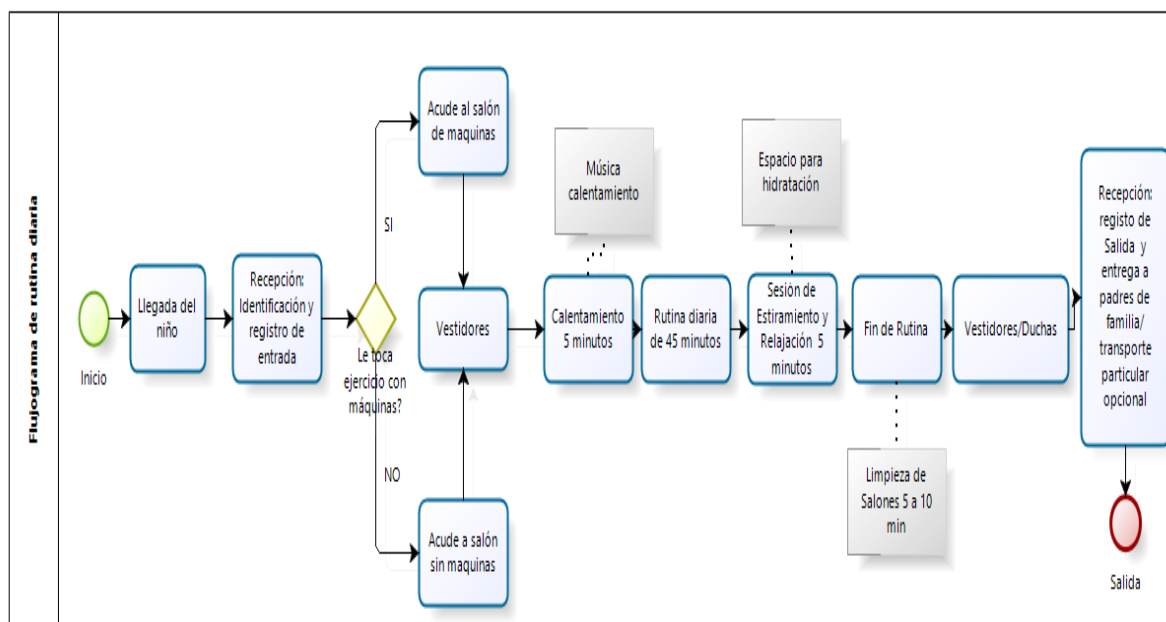 Flujograma de rutina diaria
Inicio
Llegada del
niño
Recepción:
Identificación y
registro de
entrada
Le toca
ejercicio con
máquinas?
SI
NO
Acude al salón
de maquinas
Acude a salón
sin maquinas
Vestidores
Música
calentamiento
Calentamiento
5 minutos
Rutina diaria
de 45 minutos
Espacio para
hidratación
Sesiòn de
Estiramiento y
Relajación 5
minutos
Fin de Rutina
Limpieza de
Salones 5 a 10
min
Vestidores/Duchas
Recepción:
registo de
Salida y
entrega a
padres de
familia/
transporte
particular
opcional
Salida